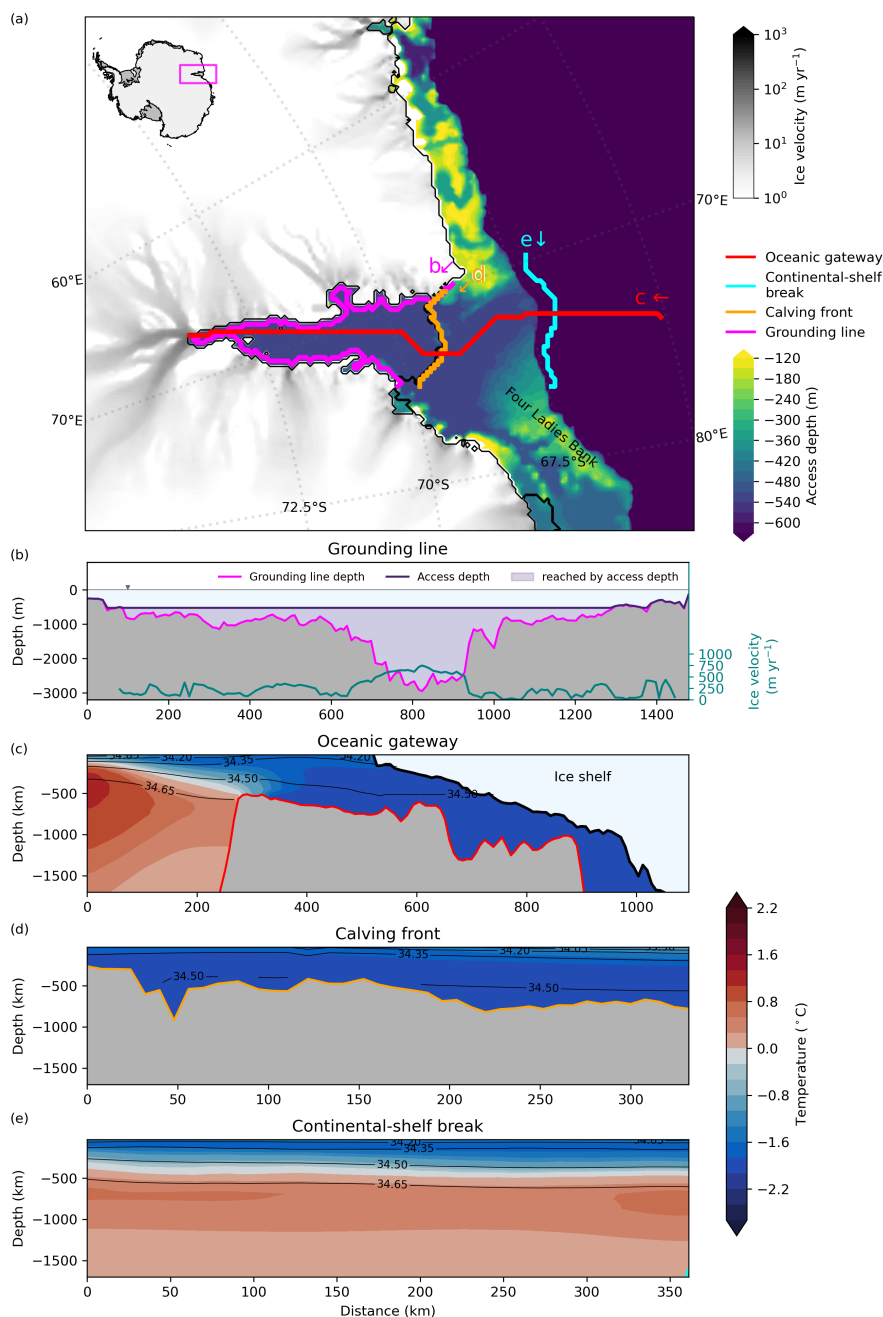 (a)
10³
10²
10¹
10⁰
Ice velocity (m yr⁻¹)
60°E
70°E
70°E
80°E
72.5°S
70°S
67.5°S
Four Ladies Bank
b↙
↙d
e↓
c ←
Oceanic gateway
Continental-shelf
break
Calving front
Grounding line
−120
−180
−240
−300
−360
−420
−480
−540
−600
Access depth (m)
(b)
Grounding line
Grounding line depth
Access depth
reached by access depth
0
−1000
−2000
−3000
Depth (m)
1000
750
500
250
0
Ice velocity
(m yr⁻¹)
0 200 400 600 800 1000 1200 1400
(c)
Oceanic gateway
34.05 34.20 34.35 34.20
34.50
34.65
34.50
Ice shelf
−500
−1000
−1500
Depth (km)
0 200 400 600 800 1000
(d)
Calving front
34.20 34.05
34.35
34.50
34.50
−500
−1000
−1500
Depth (km)
0 50 100 150 200 250 300
(e)
Continental-shelf break
34.20 34.05
34.35
34.50
34.65
−500
−1000
−1500
Depth (km)
0 50 100 150 200 250 300 350
Distance (km)
2.2
1.6
0.8
0.0
−0.8
−1.6
−2.2
Temperature (°C)